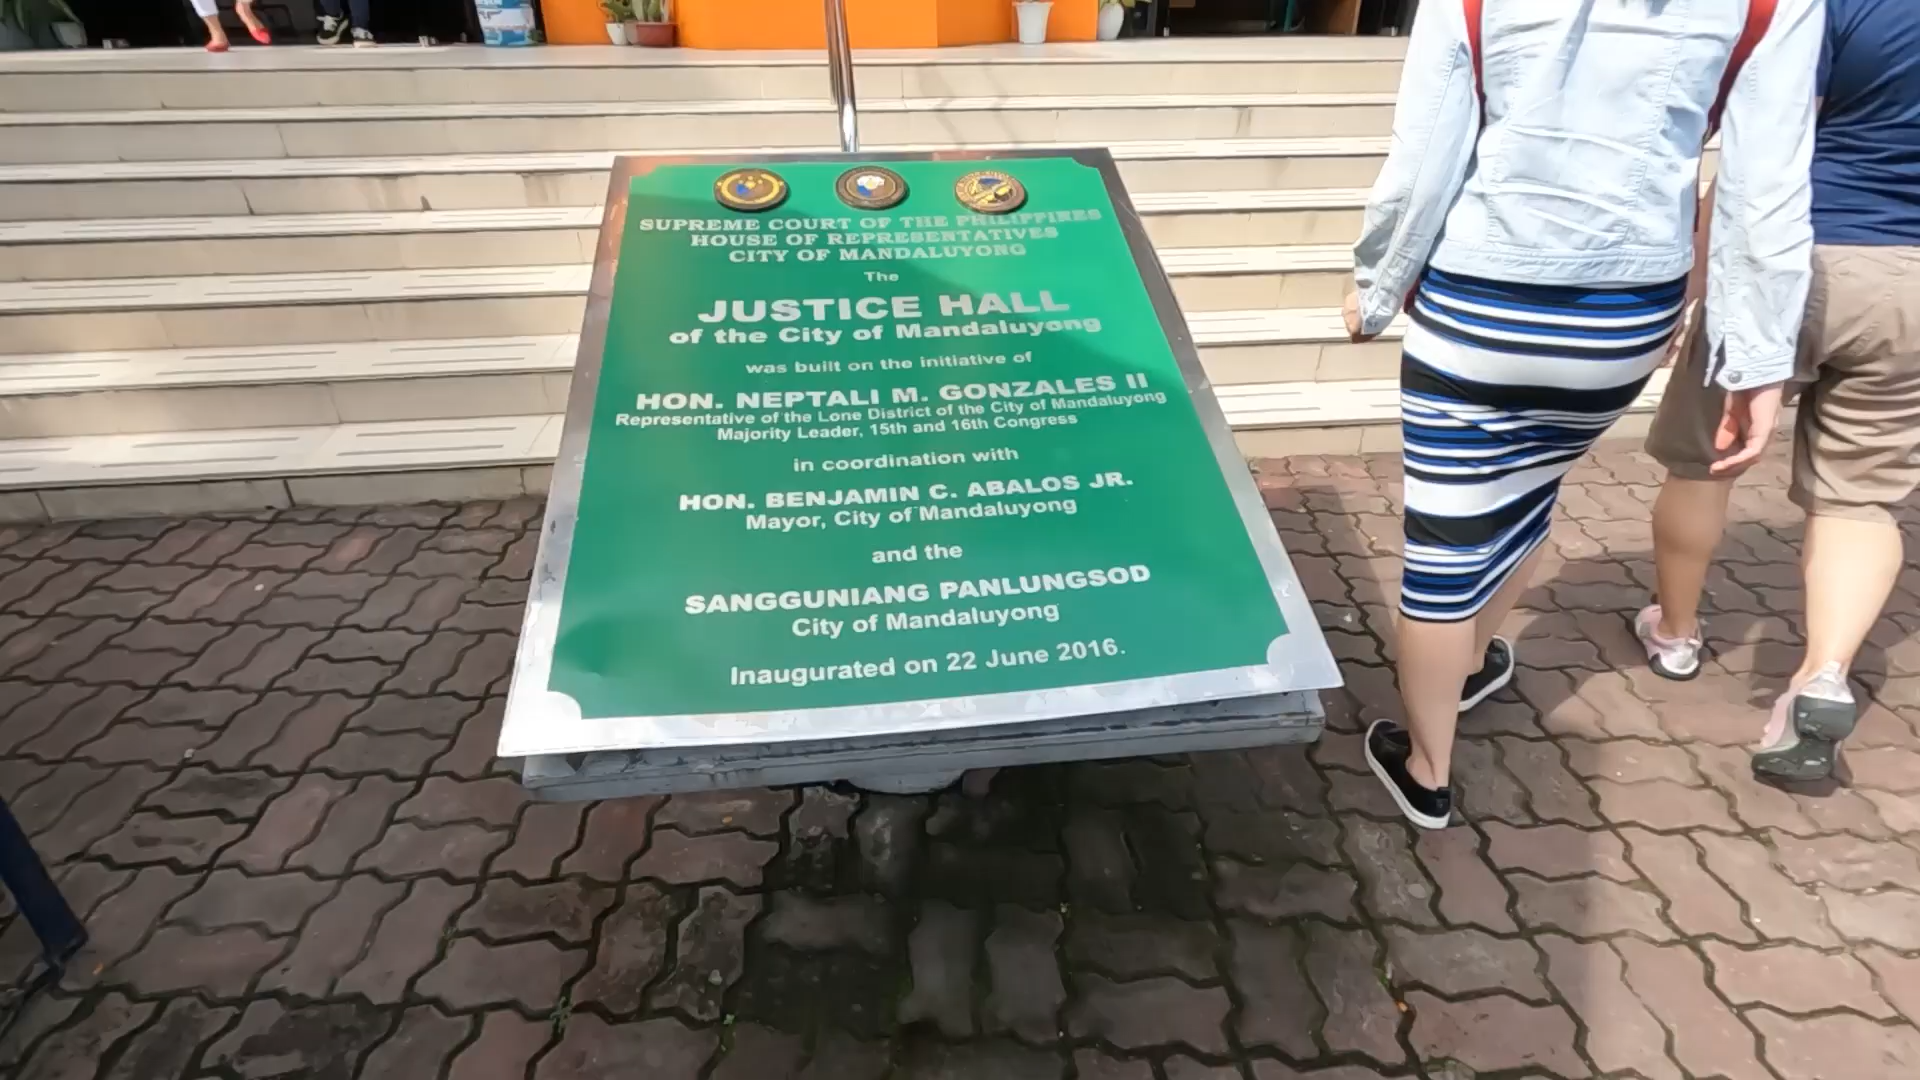 SUPREME COURT OF THE PHILIPPINES
HOUSE OF REPRESENTATIVES
CITY OF MANDALUYONG
The
JUSTICE HALL
of the City of Mandaluyong
was built on the initiative of
HON. NEPTALI M. GONZALES II
Representative of the Lone District of the City of Mandaluyong
Majority Leader, 15th and 16th Congress
in coordination with
HON. BENJAMIN C. ABALOS JR.
Mayor, City of Mandaluyong
and the
SANGGUNIANG PANLUNGSOD
City of Mandaluyong
Inaugurated on 22 June 2016.